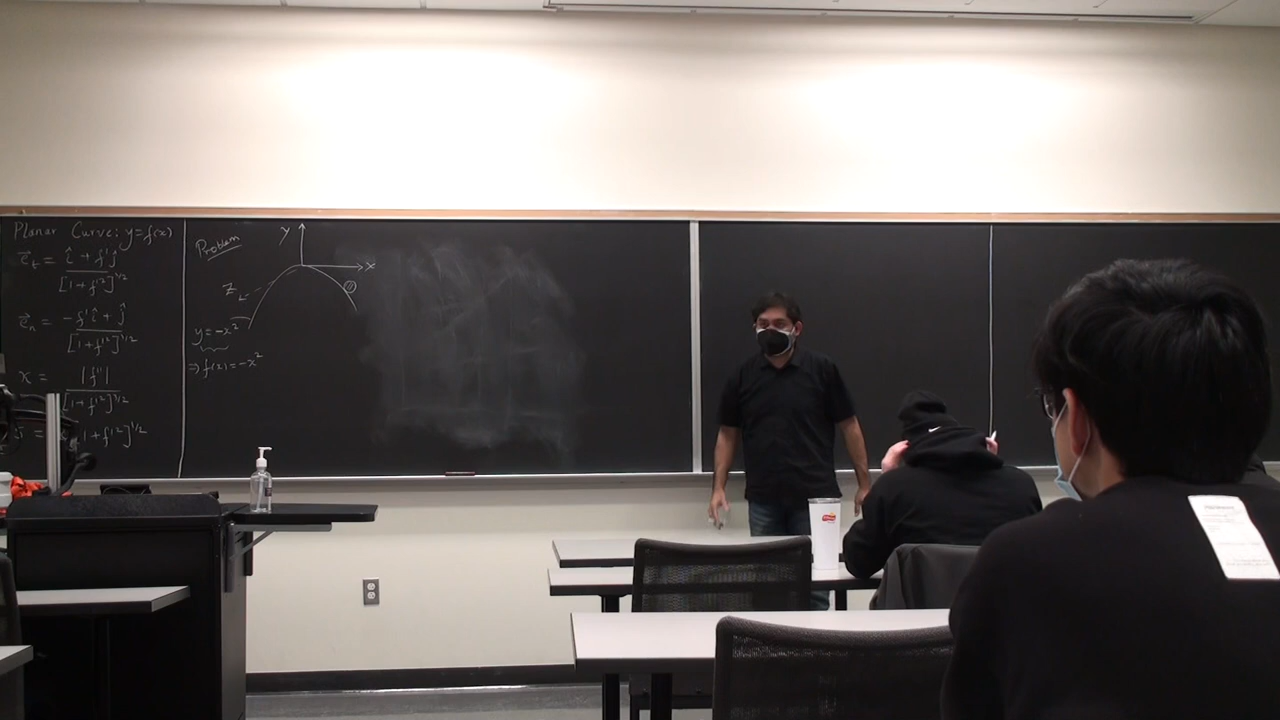 Planar Curve: y=f(x)
e⃗t = î + f'ĵ
[1+f'²]^1/2
e⃗n = -f'î + ĵ
[1+f'²]^1/2
κ = |f''|
[1+f'²]^3/2
[1+f'²]^1/2
Problem
y
x
z
y = -x²
⇒ f(x) = -x²